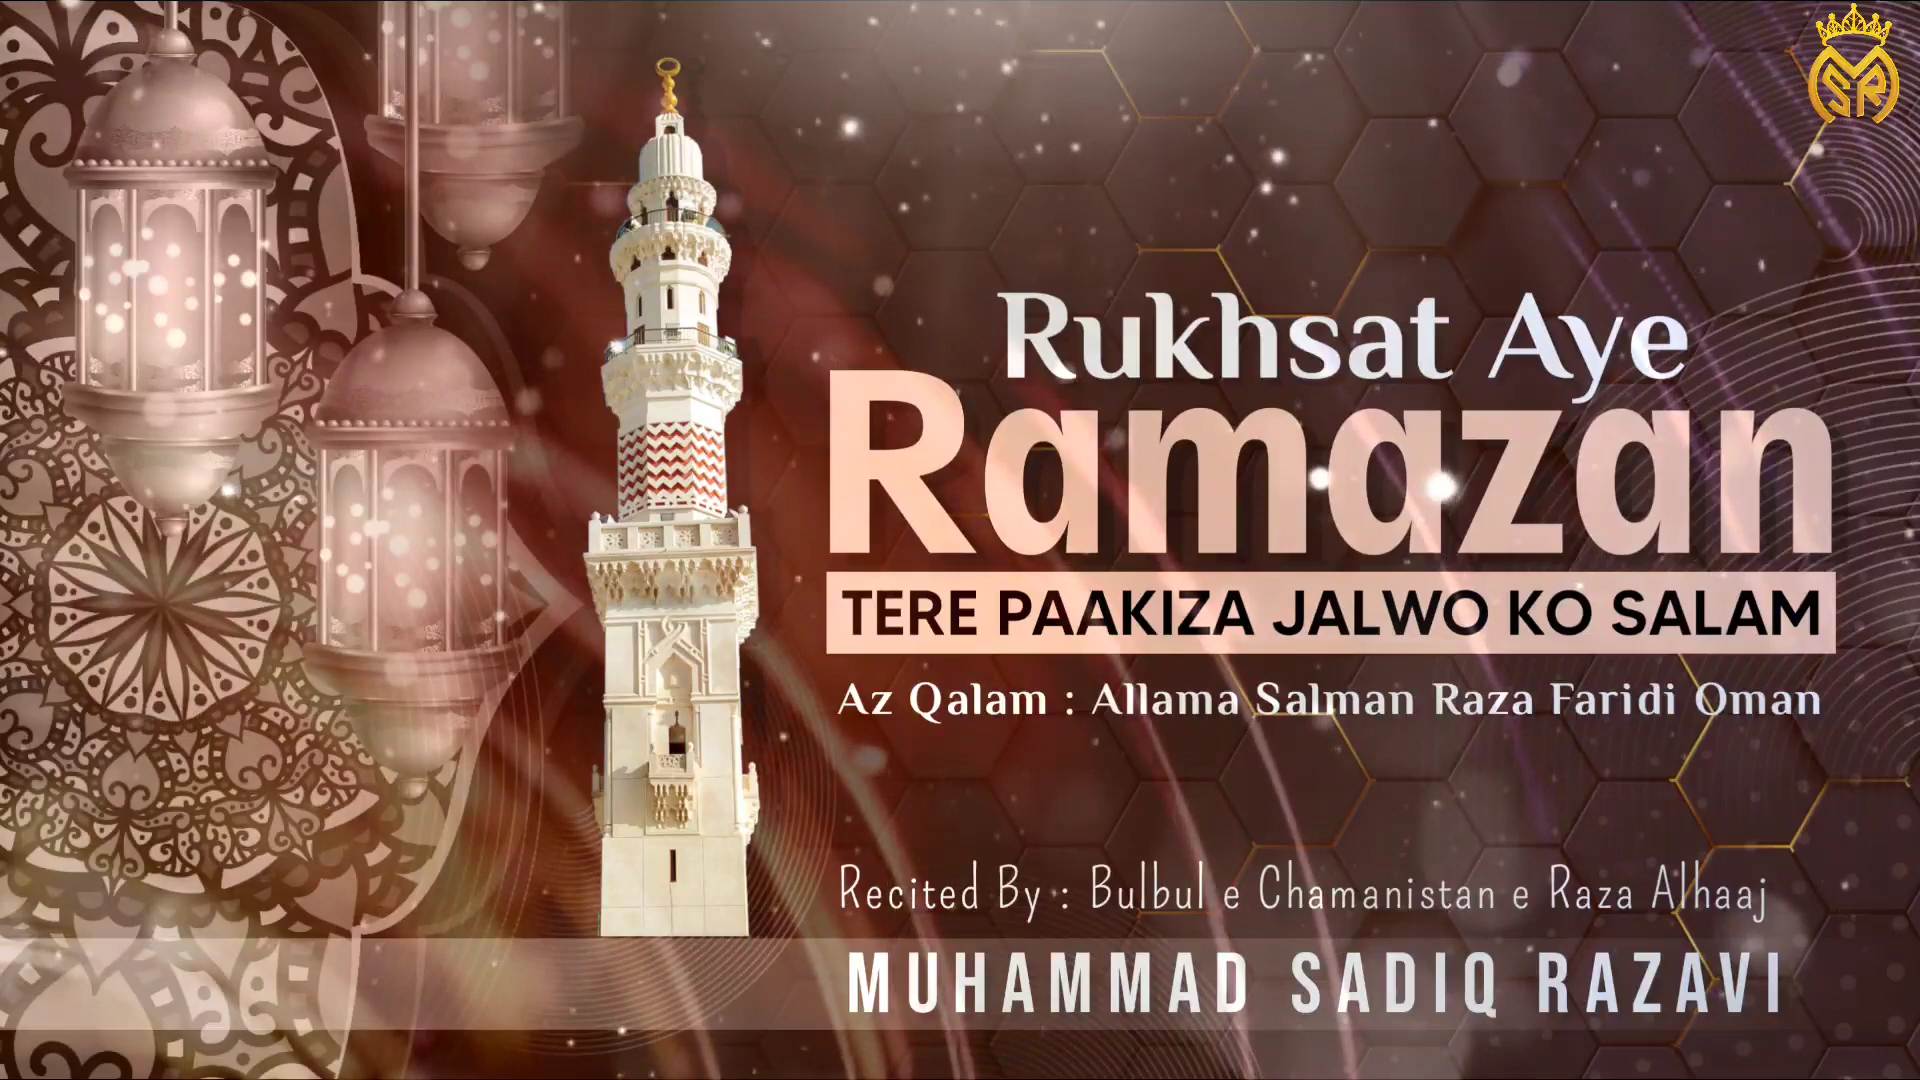 MSR
Rukhsat Aye
Ramazan
TERE PAAKIZA JALWO KO SALAM
Az Qalam : Allama Salman Raza Faridi Oman
Recited By : Bulbul e Chamanistan e Raza Alhaaj
MUHAMMAD SADIQ RAZAVI